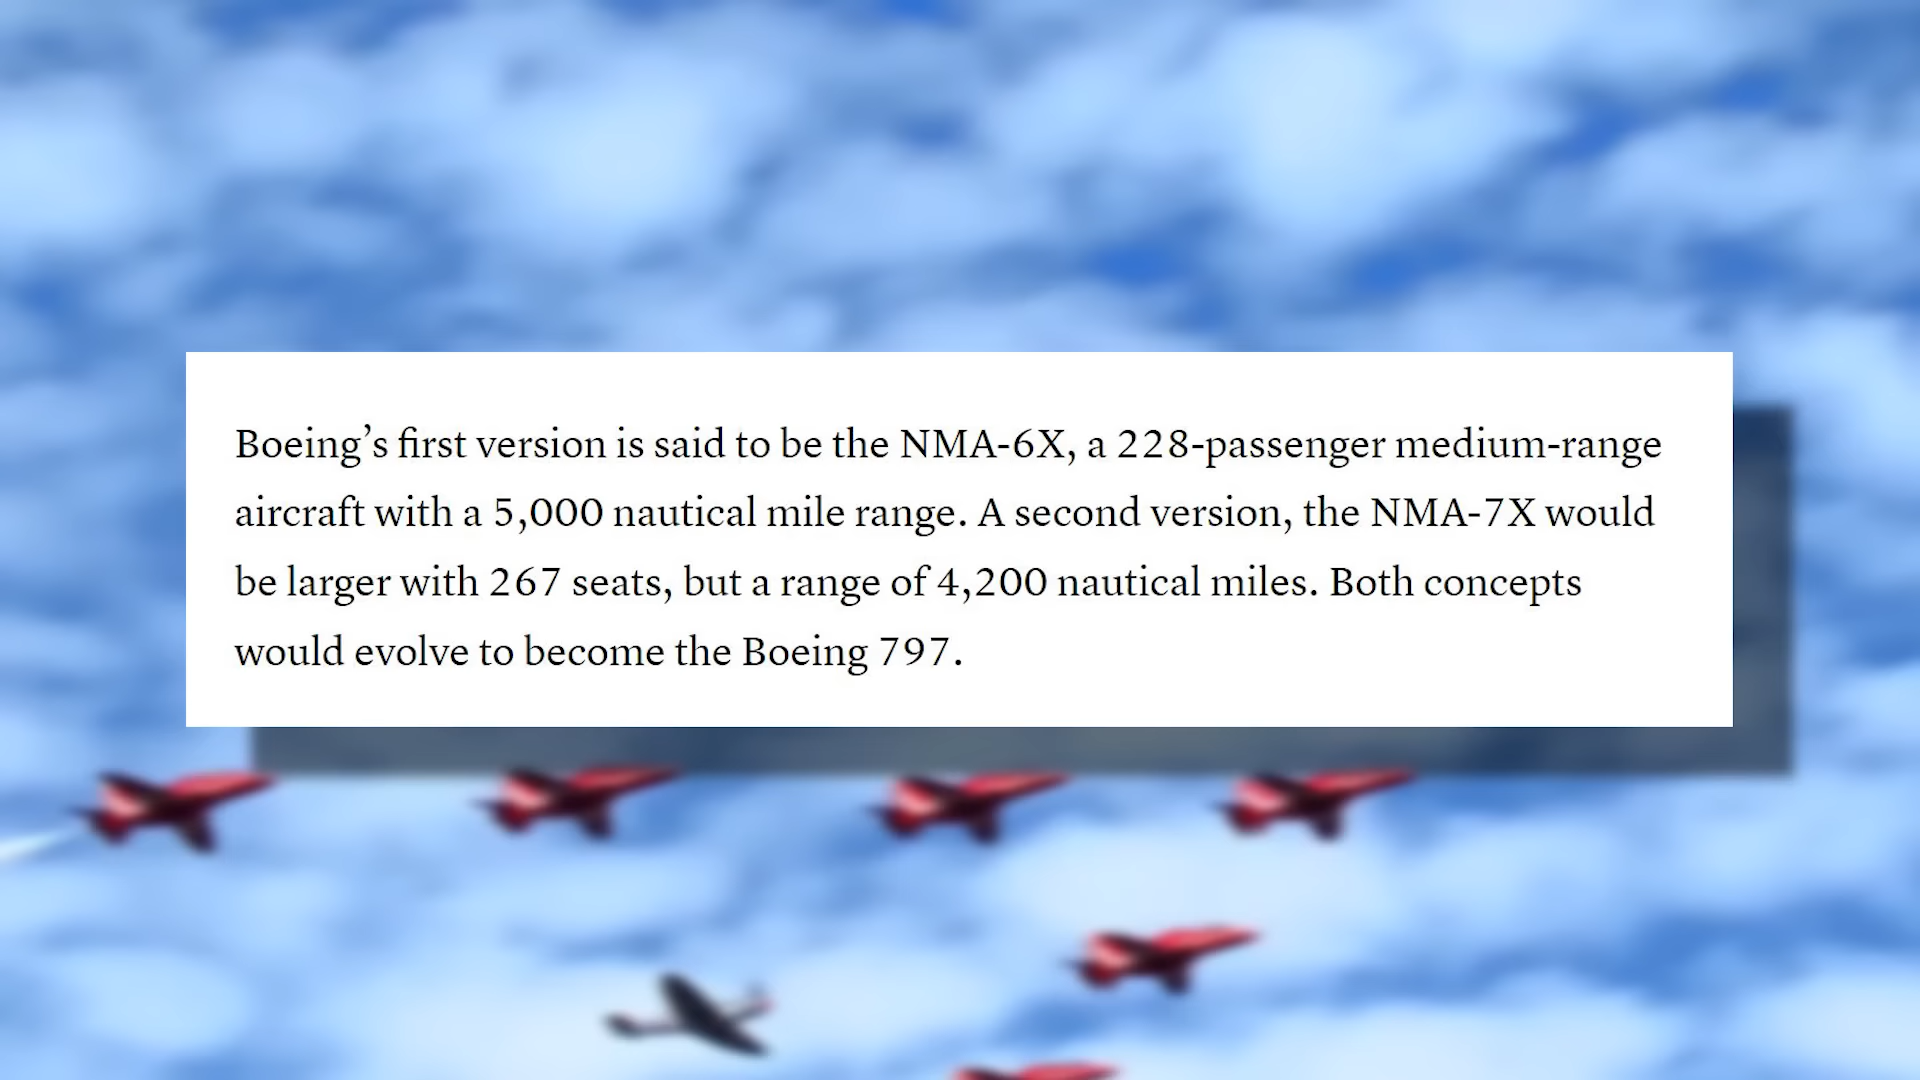 Boeing’s first version is said to be the NMA-6X, a 228-passenger medium-range
aircraft with a 5,000 nautical mile range. A second version, the NMA-7X would
be larger with 267 seats, but a range of 4,200 nautical miles. Both concepts
would evolve to become the Boeing 797.